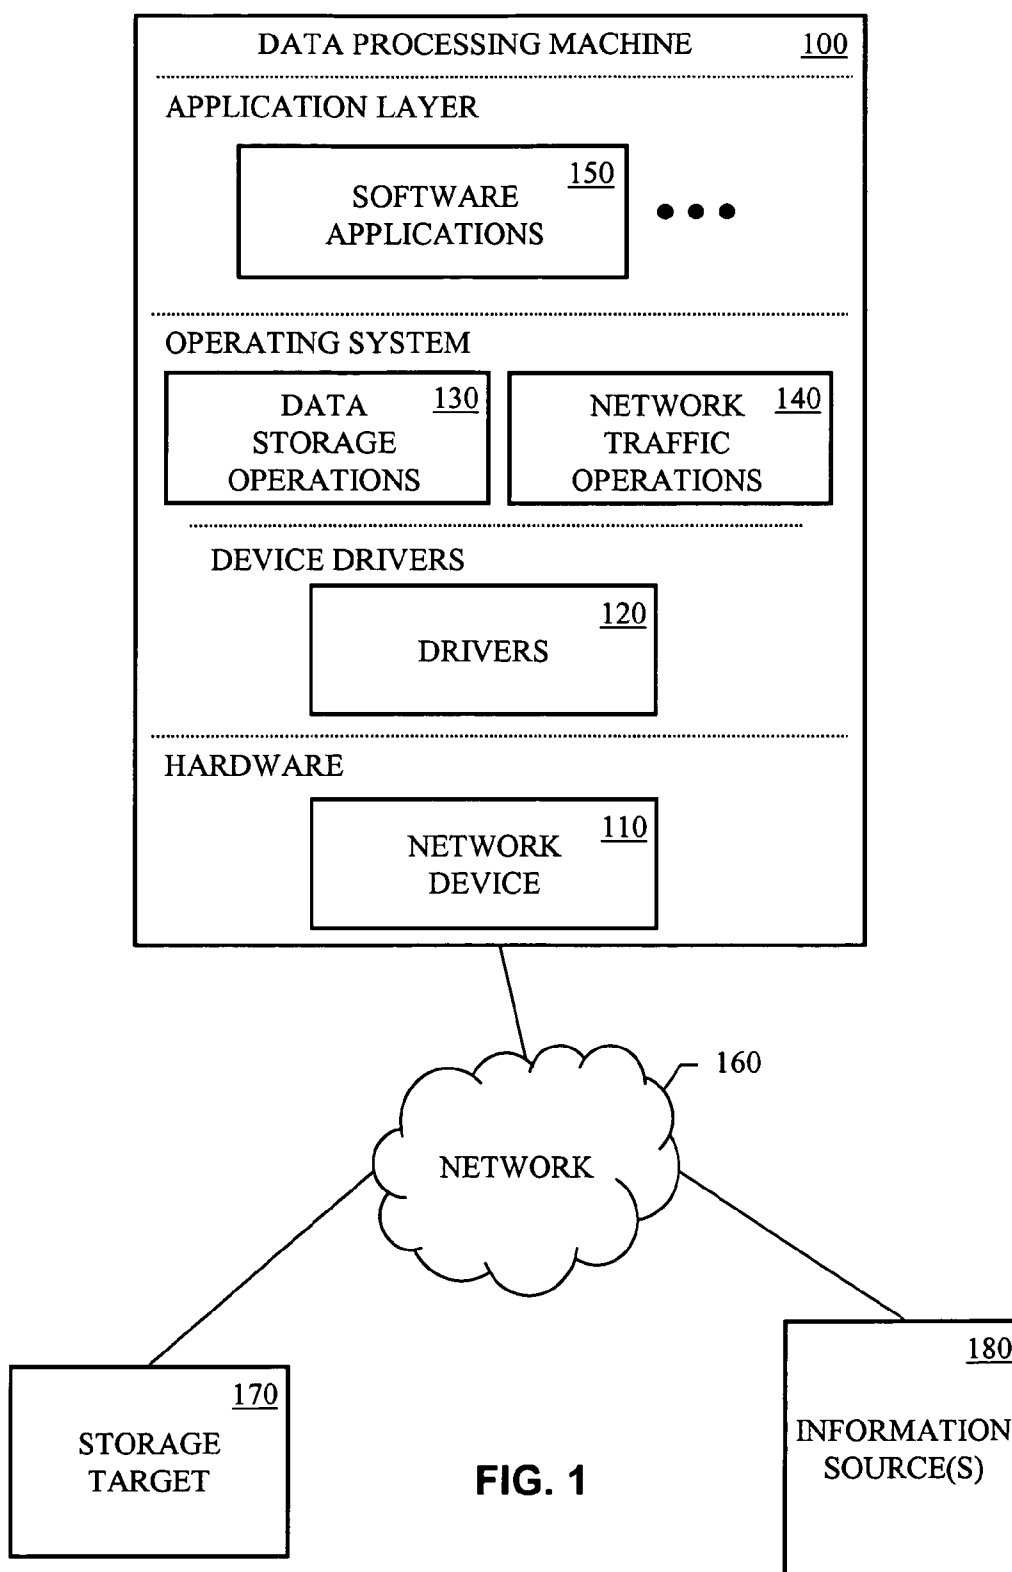 DATA PROCESSING MACHINE 100
APPLICATION LAYER
150
SOFTWARE
APPLICATIONS
OPERATING SYSTEM
130
DATA
STORAGE
OPERATIONS
140
NETWORK
TRAFFIC
OPERATIONS
DEVICE DRIVERS
120
DRIVERS
HARDWARE
110
NETWORK
DEVICE
160
NETWORK
170
STORAGE
TARGET
180
INFORMATION
SOURCE(S)
FIG. 1